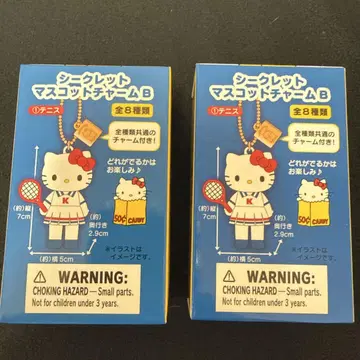 シークレット
マスコットチャームB
①テニス
全8種類
全種類共通の
チャーム付き!
どれがでるかは
お楽しみ♪
K
50¢ CANDY
(約)縦
7cm
(約)
奥行き
2.9cm
(約)横5cm
※イラストは
イメージです。
WARNING:
CHOKING HAZARD—Small parts.
Not for children under 3 years.
シークレット
マスコットチャームB
①テニス
全8種類
全種類共通の
チャーム付き!
どれがでるかは
お楽しみ♪
K
50¢ CANDY
(約)縦
7cm
(約)
奥行き
2.9cm
(約)横5cm
※イラストは
イメージです。
WARNING:
CHOKING HAZARD—Small parts.
Not for children under 3 years.